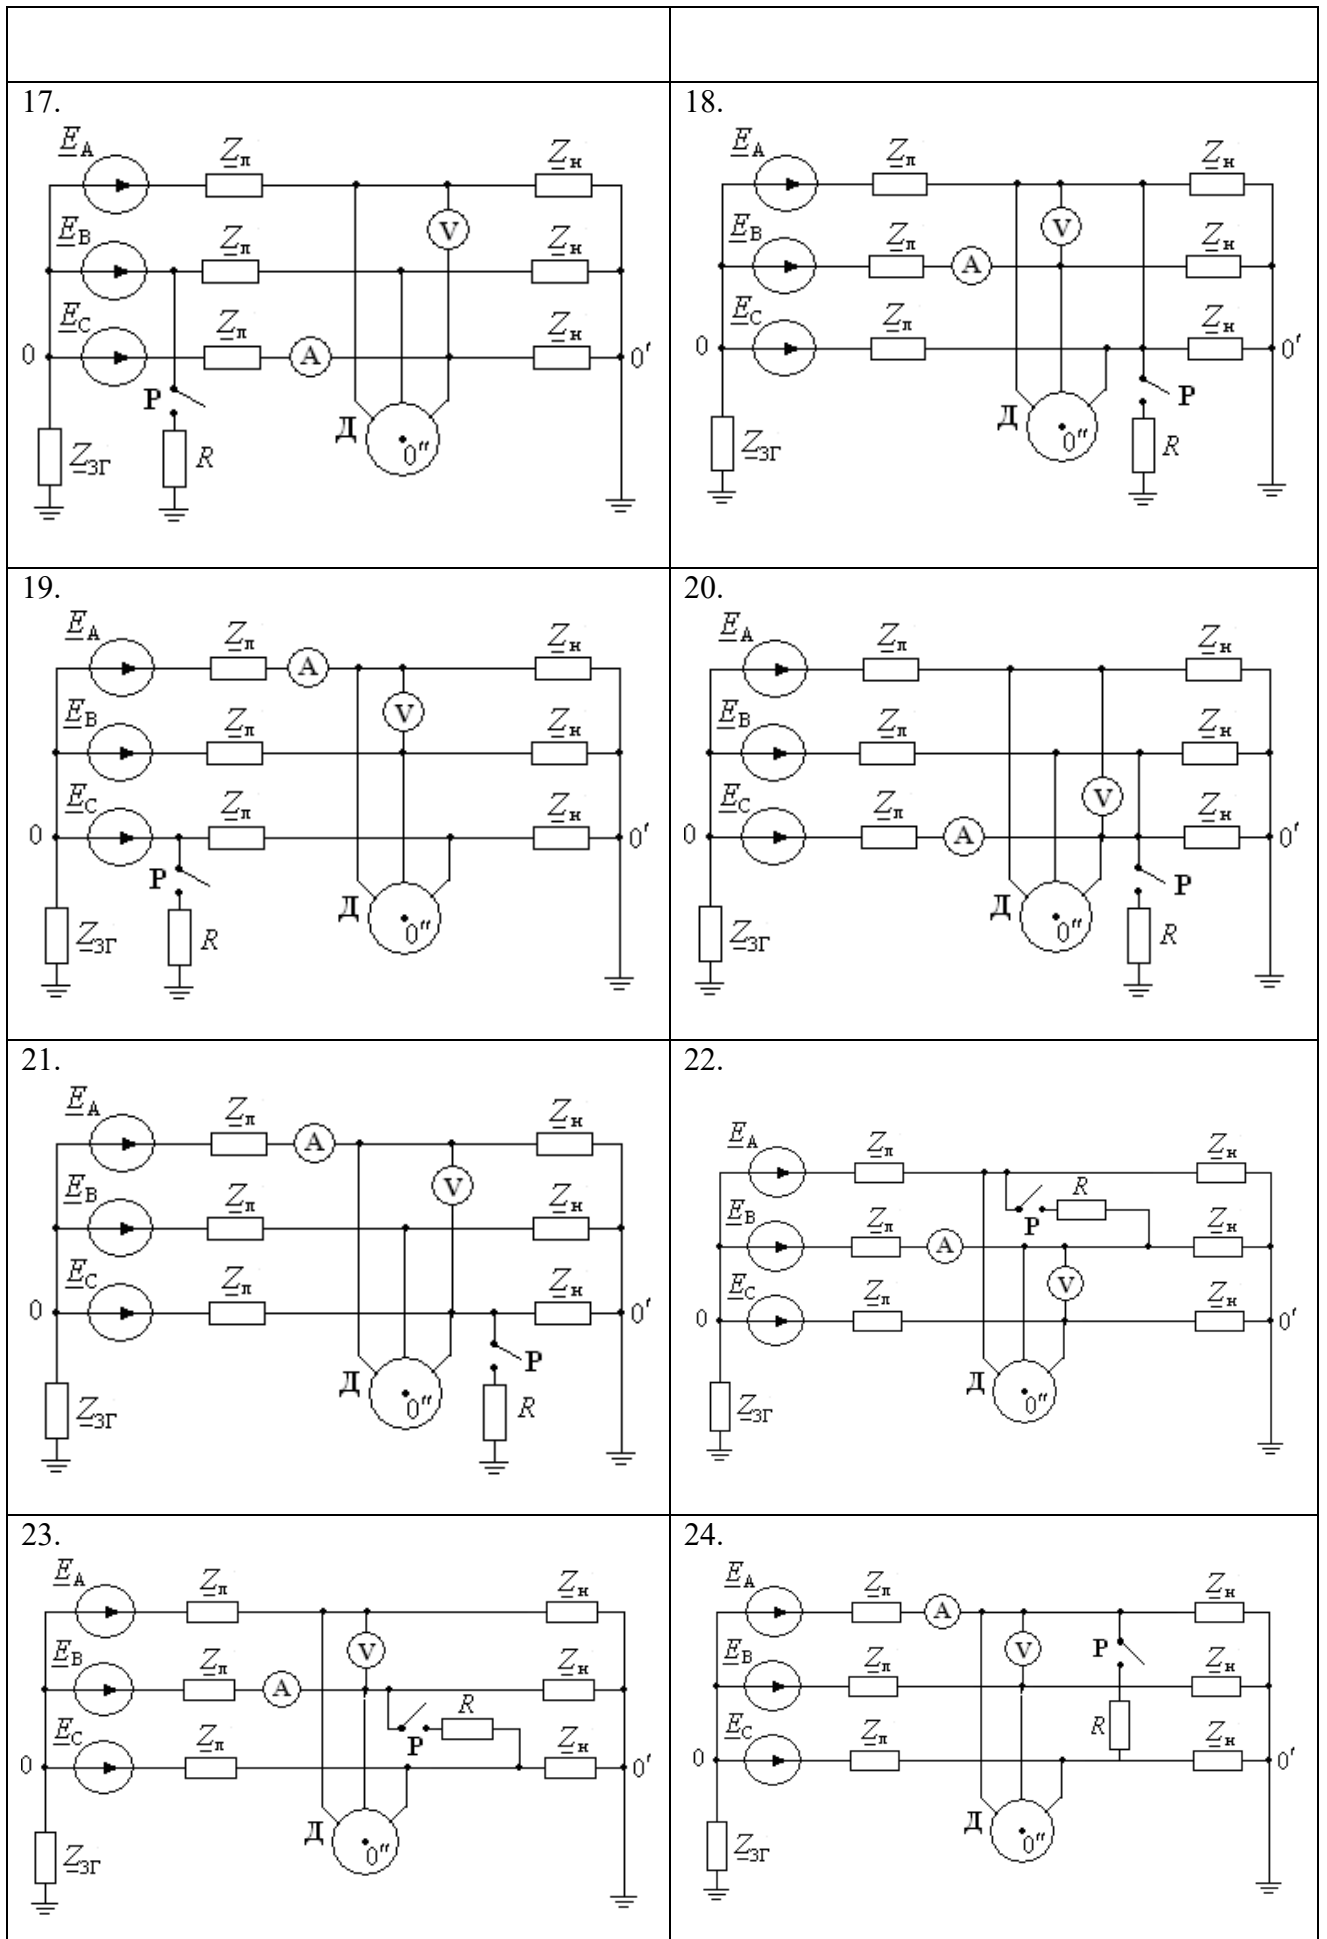 17.
E_A Z_л Z_н
V
E_B Z_л Z_н
E_C Z_л A Z_н
0 0′
P
Д 0″
Z_ЗГ R
18.
E_A Z_л Z_н
V
E_B Z_л A Z_н
E_C Z_л Z_н
0 0′
P
Д 0″
Z_ЗГ R
19.
E_A Z_л A Z_н
V
E_B Z_л Z_н
E_C Z_л Z_н
0 0′
P
Д 0″
Z_ЗГ R
20.
E_A Z_л Z_н
E_B Z_л Z_н
V
E_C Z_л A Z_н
0 0′
P
Д 0″
Z_ЗГ R
21.
E_A Z_л A Z_н
V
E_B Z_л Z_н
E_C Z_л Z_н
0 0′
P
Д 0″
Z_ЗГ R
22.
E_A Z_л Z_н
P R
E_B Z_л A Z_н
V
E_C Z_л Z_н
0 0′
Д 0″
Z_ЗГ
23.
E_A Z_л Z_н
V
E_B Z_л A Z_н
P R
E_C Z_л Z_н
0 0′
Д 0″
Z_ЗГ
24.
E_A Z_л A Z_н
V P
E_B Z_л Z_н
R
E_C Z_л Z_н
0 0′
Д 0″
Z_ЗГ